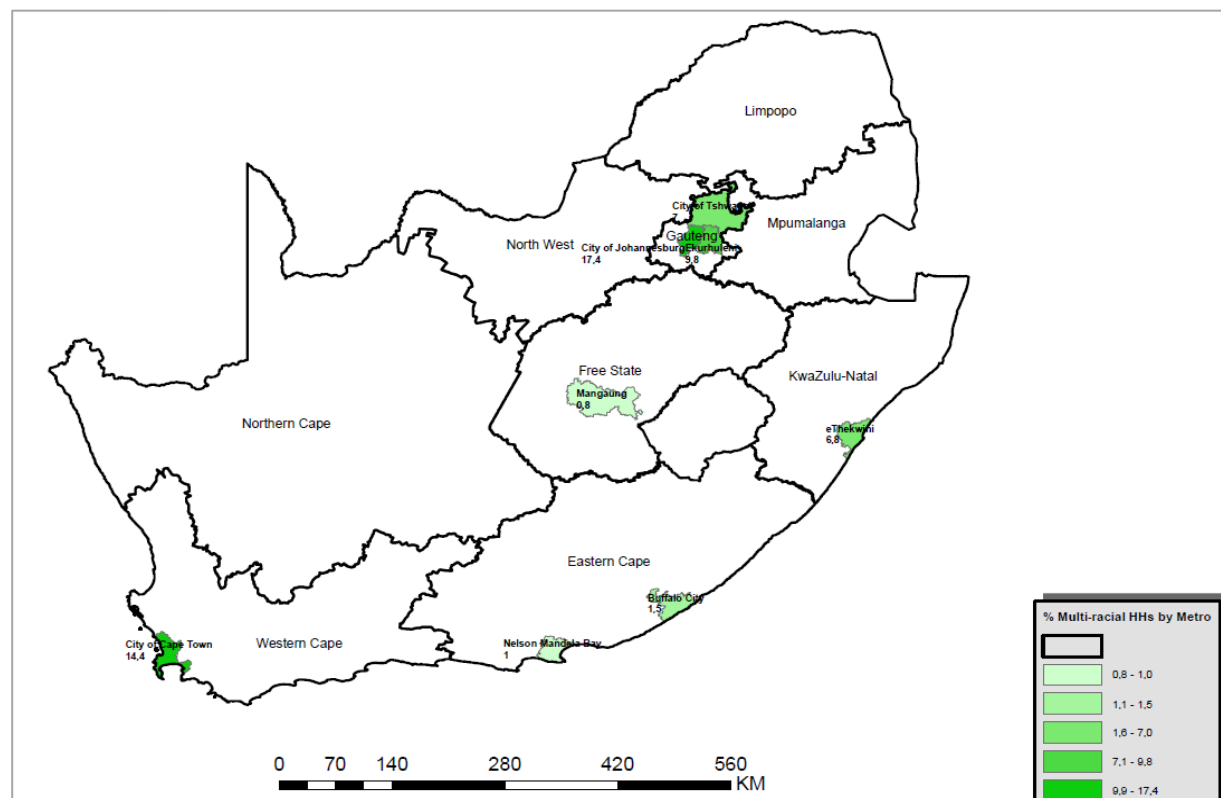 Limpopo
City of Tshwane
7
Mpumalanga
Gauteng
North West
City of Johannesburg
Ekurhuleni
17,4
9,8
Free State
KwaZulu-Natal
Mangaung
0,8
Northern Cape
eThekwini
6,8
Eastern Cape
Buffalo City
1,5
City of Cape Town
14,4
Western Cape
Nelson Mandela Bay
1
% Multi-racial HHs by Metro
0,8 - 1,0
1,1 - 1,5
1,6 - 7,0
7,1 - 9,8
9,9 - 17,4
0 70 140 280 420 560
KM